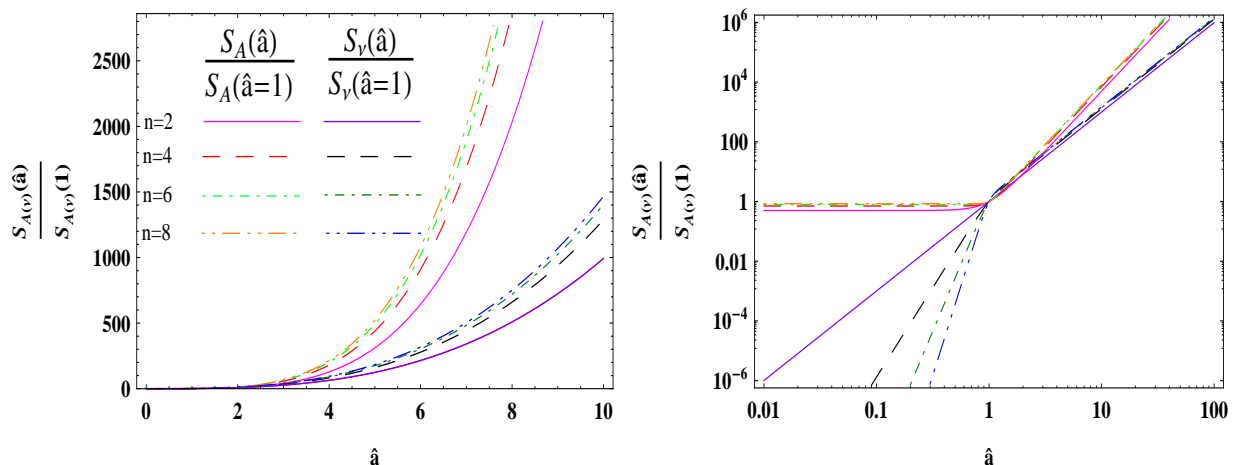 S_A(â) S_ν(â)
S_A(â=1) S_ν(â=1)
n=2
n=4
n=6
n=8
2500
2000
1500
1000
500
0
0 2 4 6 8 10
â
S_A(ν)(â)
S_A(ν)(1)
10^6
10^4
100
1
0.01
10^-4
10^-6
0.01 0.1 1 10 100
â
S_A(ν)(â)
S_A(ν)(1)